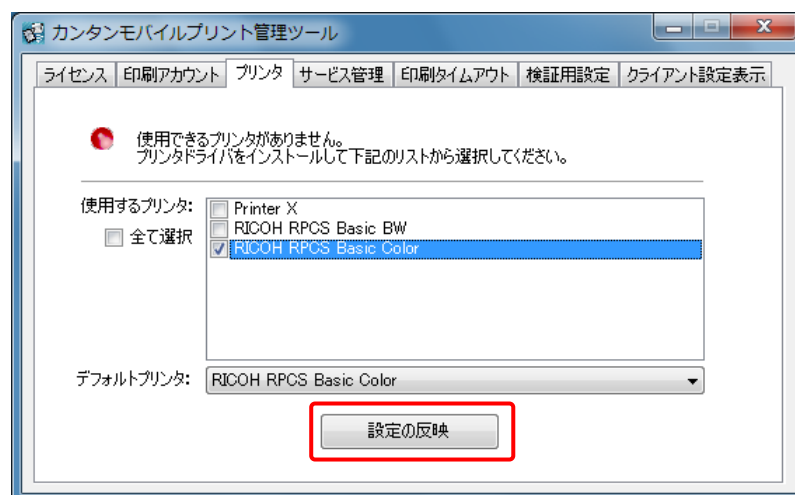 カンタンモバイルプリント管理ツール
ライセンス 印刷アカウント プリンタ サービス管理 印刷タイムアウト 検証用設定 クライアント設定表示
使用できるプリンタがありません。
プリンタドライバをインストールして下記のリストから選択してください。
使用するプリンタ:
全て選択
Printer X
RICOH RPCS Basic BW
RICOH RPCS Basic Color
デフォルトプリンタ: RICOH RPCS Basic Color
設定の反映